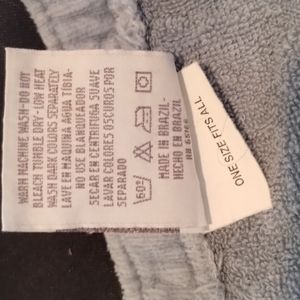 WARM MACHINE WASH-DO NOT
BLEACH TUMBLE DRY - LOW HEAT
WASH DARK COLORS SEPARATELY
LAVE EN MAQUINA AGUA TIBIA-
NO USE BLANQUEADOR
SECAR EN CENTRIFUGA SUAVE
LAVAR COLORES OSCUROS POR
SEPARADO
60°
MADE IN BRAZIL-
HECHO EN BRAZIL
ONE SIZE FITS ALL